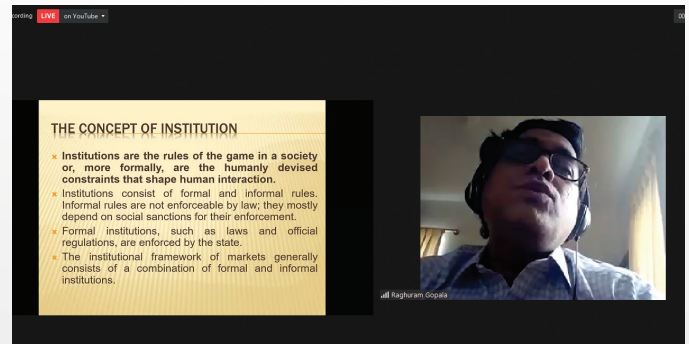 cording LIVE on YouTube
00
THE CONCEPT OF INSTITUTION
Institutions are the rules of the game in a society
or, more formally, are the humanly devised
constraints that shape human interaction.
Institutions consist of formal and informal rules.
Informal rules are not enforceable by law; they mostly
depend on social sanctions for their enforcement.
Formal institutions, such as laws and official
regulations, are enforced by the state.
The institutional framework of markets generally
consists of a combination of formal and informal
institutions.
Raghuram Gopala